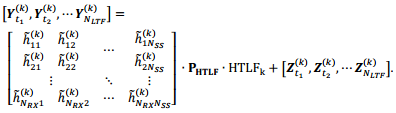 [Y_{t_1}^{(k)}, Y_{t_2}^{(k)}, ⋯ Y_{N_{LTF}}^{(k)}] =
[ h̃_{11}^{(k)} h̃_{12}^{(k)} ⋯ h̃_{1N_{SS}}^{(k)}
h̃_{21}^{(k)} h̃_{22}^{(k)} h̃_{2N_{SS}}^{(k)}
⋮ ⋱ ⋮
h̃_{N_{RX}1}^{(k)} h̃_{N_{RX}2}^{(k)} ⋯ h̃_{N_{RX}N_{SS}}^{(k)} ] · P_{HTLF} · HTLF_k + [Z_{t_1}^{(k)}, Z_{t_2}^{(k)}, ⋯ Z_{N_{LTF}}^{(k)}].